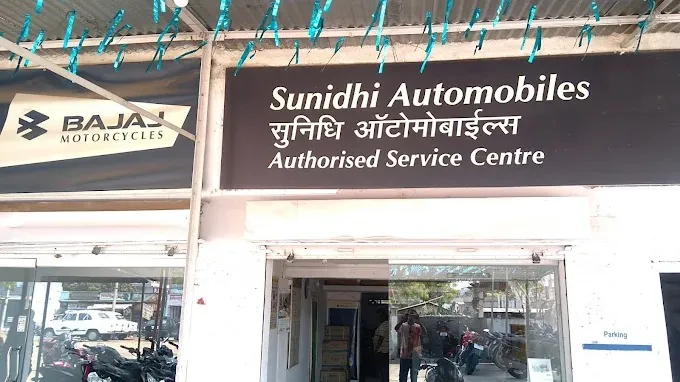 BAJAJ
MOTORCYCLES
Sunidhi Automobiles
सुनिधि ऑटोमोबाईल्स
Authorised Service Centre
Parking